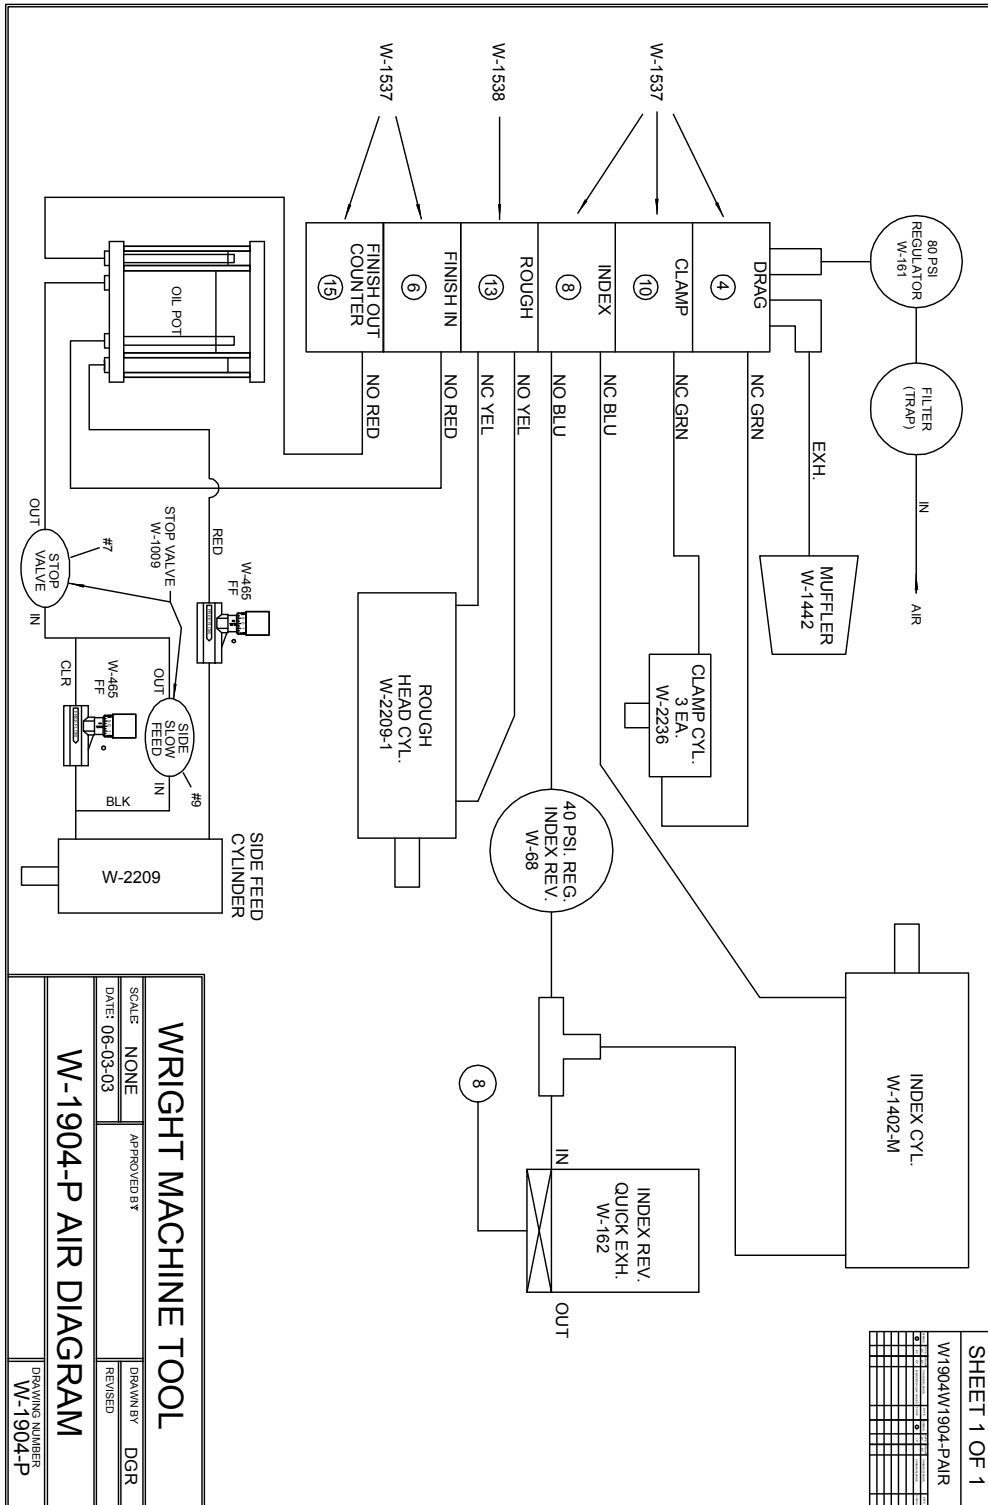 SHEET 1 OF 1
W1904W1904-PAIR
80 PSI
REGULATOR
W-161
FILTER
(TRAP)
IN
AIR
W-1537
W-1538
W-1537
DRAG
4
CLAMP
10
INDEX
8
ROUGH
13
FINISH IN
6
FINISH OUT
COUNTER
15
EXH.
NC GRN
NC GRN
NC BLU
NO BLU
NO YEL
NC YEL
NO RED
NO RED
MUFFLER
W-1442
CLAMP CYL.
3 EA.
W-2236
INDEX CYL.
W-1402-M
40 PSI. REG.
INDEX REV.
W-68
8
IN
INDEX REV.
QUICK EXH.
W-162
OUT
ROUGH
HEAD CYL.
W-2209-1
OIL POT
RED
W-465
FF
STOP VALVE
W-1009
#7
OUT
STOP
VALVE
IN
CLR
W-465
FF
OUT
SIDE
SLOW
FEED
IN
#9
BLK
W-2209
SIDE FEED
CYLINDER
WRIGHT MACHINE TOOL
SCALE: NONE
APPROVED BY:
DRAWN BY DGR
DATE: 06-03-03
REVISED
W-1904-P AIR DIAGRAM
DRAWING NUMBER
W-1904-P